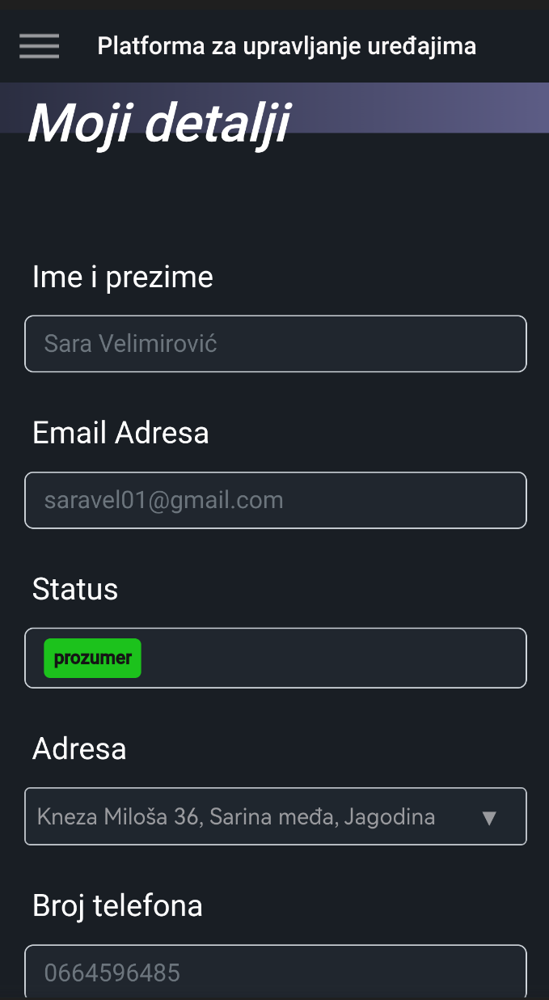 Platforma za upravljanje uređajima
Moji detalji
Ime i prezime
Sara Velimirović
Email Adresa
saravel01@gmail.com
Status
prozumer
Adresa
Kneza Miloša 36, Sarina međa, Jagodina
Broj telefona
0664596485